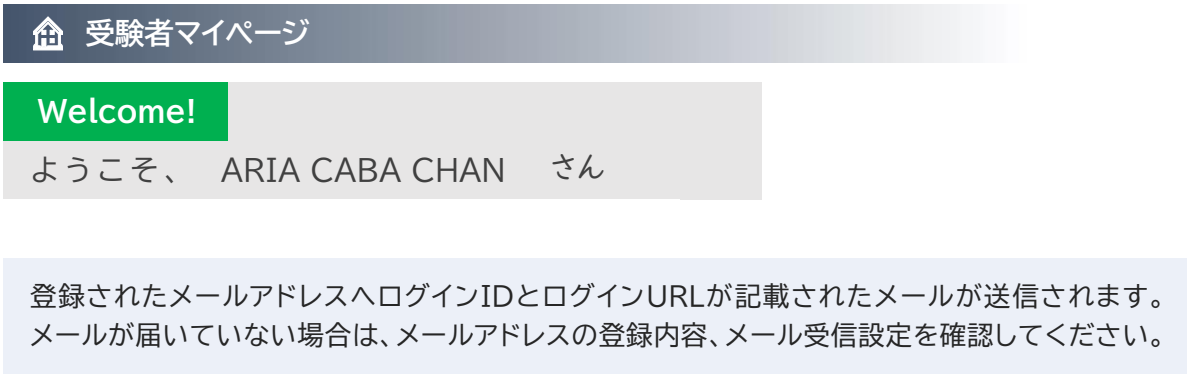 受験者マイページ
Welcome!
ようこそ、 ARIA CABA CHAN さん
登録されたメールアドレスへログインIDとログインURLが記載されたメールが送信されます。
メールが届いていない場合は、メールアドレスの登録内容、メール受信設定を確認してください。